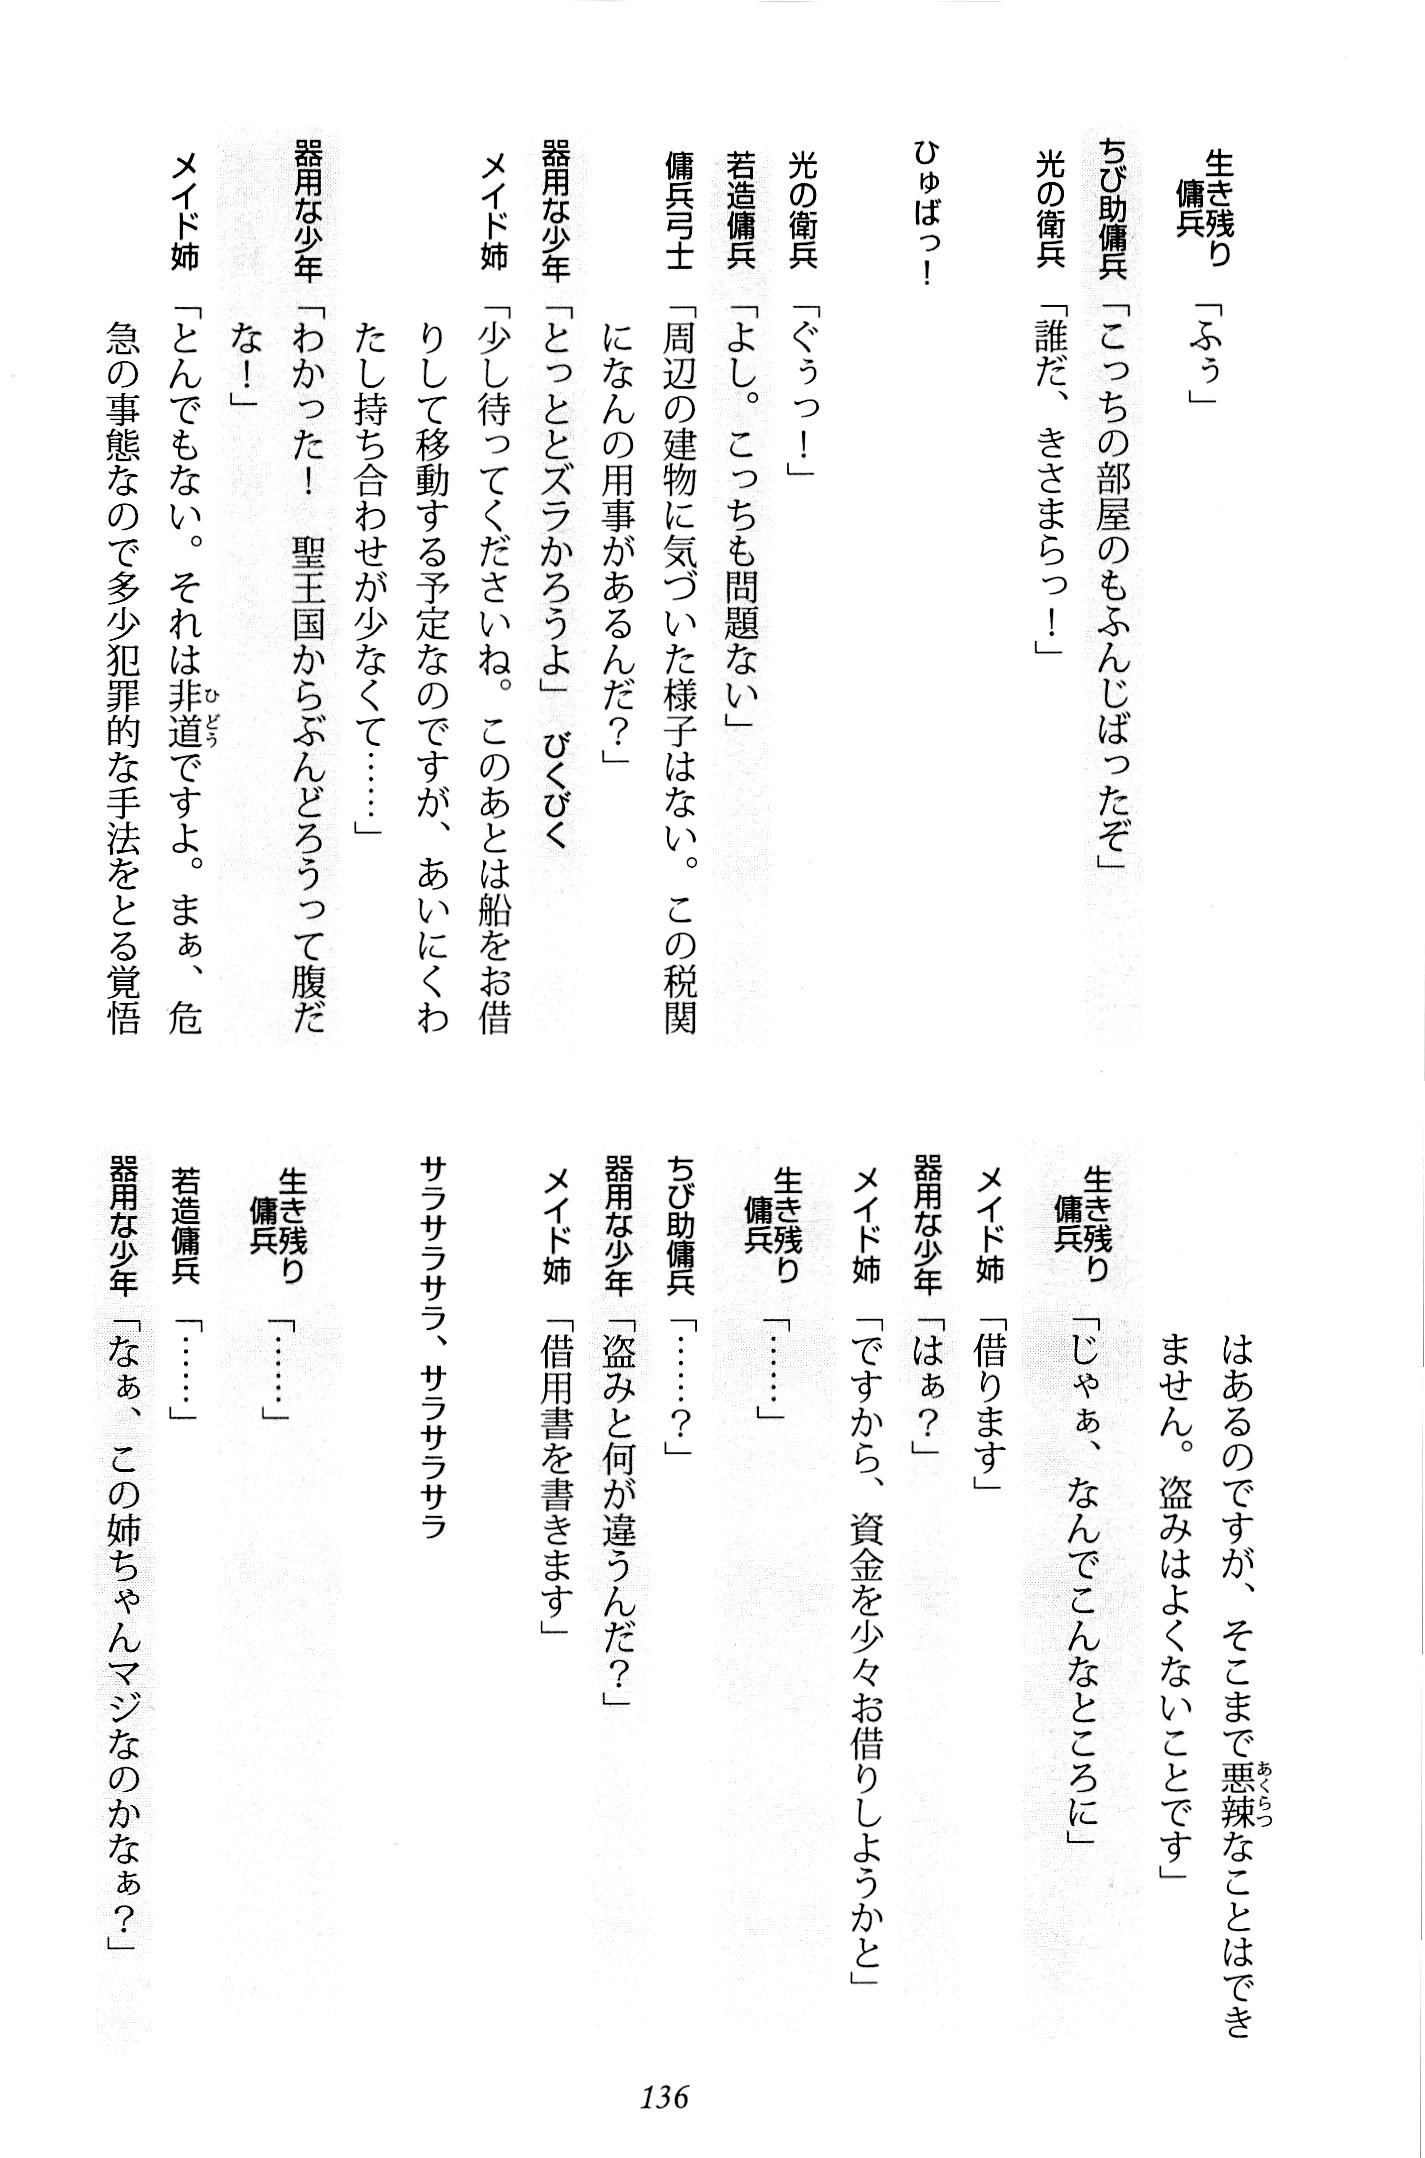 生き残り傭兵「ふぅ」
ちび助傭兵「こっちの部屋のもふんじばったぞ」
光の衛兵「誰だ、きさまらっ！」
ひゅばっ！
光の衛兵「ぐぅっ！」
若造傭兵「よし。こっちも問題ない」
傭兵弓士「周辺の建物に気づいた様子はない。この税関
になんの用事があるんだ？」
器用な少年「とっととズラかろうよ」　びくびく
メイド姉「少し待ってくださいね。このあとは船をお借
りして移動する予定なのですが、あいにくわ
たし持ち合わせが少なくて……」
器用な少年「わかった！　聖王国からぶんどろうって腹だ
な！」
メイド姉「とんでもない。それは非道ですよ。まぁ、危
急の事態なので多少犯罪的な手法をとる覚悟
はあるのですが、そこまで悪辣なことはでき
ません。盗みはよくないことです」
生き残り傭兵「じゃぁ、なんでこんなところに」
メイド姉「借ります」
器用な少年「はぁ？」
メイド姉「ですから、資金を少々お借りしようかと」
生き残り傭兵「……」
ちび助傭兵「……？」
器用な少年「盗みと何が違うんだ？」
メイド姉「借用書を書きます」
サラサラサラ、サラサラサラ
生き残り傭兵「……」
若造傭兵「……」
器用な少年「なぁ、この姉ちゃんマジなのかなぁ？」
136